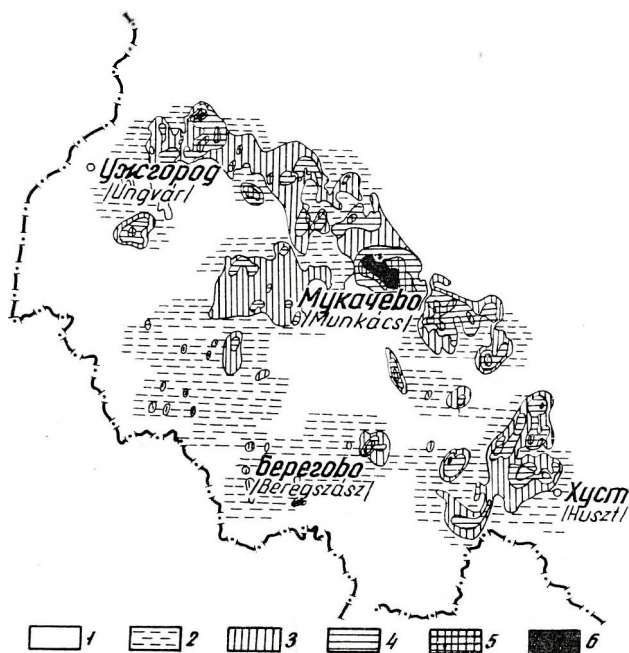 Ужгород
/Ungvár/
Мукачево
/Munkács/
Берегово
/Beregszász/
Хуст
/Huszt/
1 2 3 4 5 6